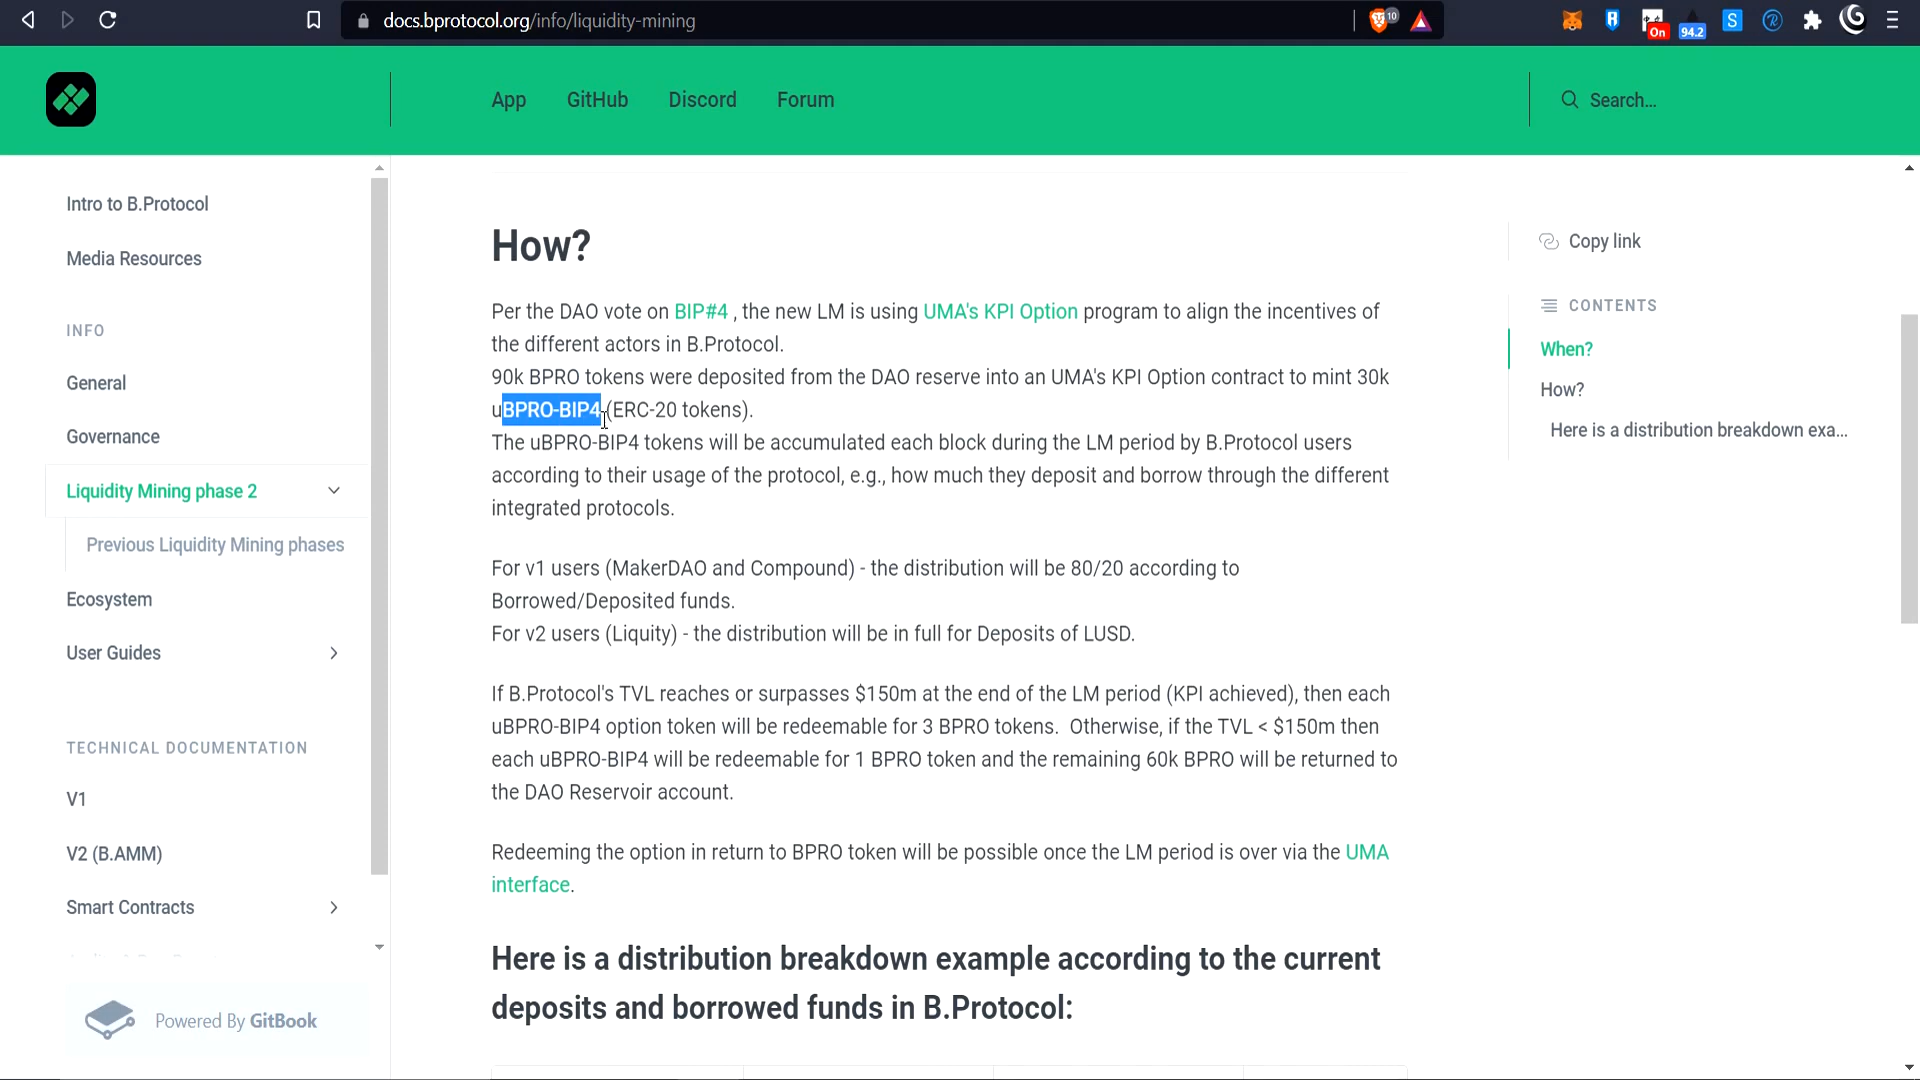 docs.bprotocol.org/info/liquidity-mining
10
On
94.2
S
App
GitHub
Discord
Forum
Search...
Intro to B.Protocol
Media Resources
INFO
General
Governance
Liquidity Mining phase 2
Previous Liquidity Mining phases
Ecosystem
User Guides
TECHNICAL DOCUMENTATION
V1
V2 (B.AMM)
Smart Contracts
Powered By GitBook
How?
Per the DAO vote on BIP#4 , the new LM is using UMA's KPI Option program to align the incentives of
the different actors in B.Protocol.
90k BPRO tokens were deposited from the DAO reserve into an UMA's KPI Option contract to mint 30k
uBPRO-BIP4 (ERC-20 tokens).
The uBPRO-BIP4 tokens will be accumulated each block during the LM period by B.Protocol users
according to their usage of the protocol, e.g., how much they deposit and borrow through the different
integrated protocols.
For v1 users (MakerDAO and Compound) - the distribution will be 80/20 according to
Borrowed/Deposited funds.
For v2 users (Liquity) - the distribution will be in full for Deposits of LUSD.
If B.Protocol's TVL reaches or surpasses $150m at the end of the LM period (KPI achieved), then each
uBPRO-BIP4 option token will be redeemable for 3 BPRO tokens.  Otherwise, if the TVL < $150m then
each uBPRO-BIP4 will be redeemable for 1 BPRO token and the remaining 60k BPRO will be returned to
the DAO Reservoir account.
Redeeming the option in return to BPRO token will be possible once the LM period is over via the UMA
interface.
Here is a distribution breakdown example according to the current
deposits and borrowed funds in B.Protocol:
Copy link
CONTENTS
When?
How?
Here is a distribution breakdown exa...